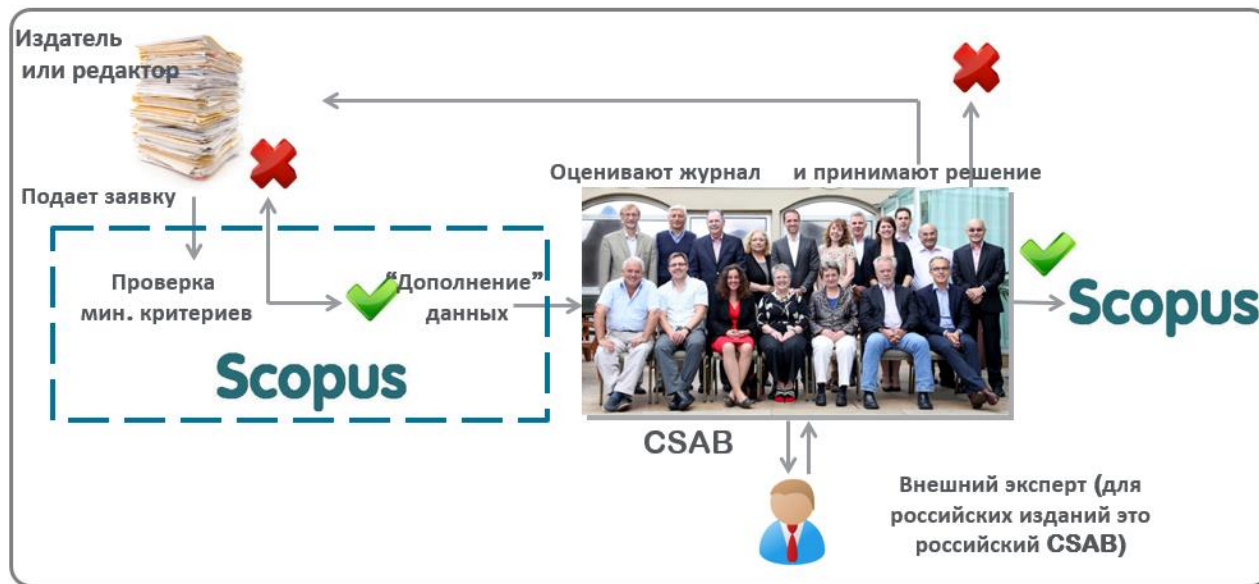 Издатель
или редактор
Подает заявку
Проверка
мин. критериев
“Дополнение”
данных
Scopus
Оценивают журнал и принимают решение
CSAB
Scopus
Внешний эксперт (для
российских изданий это
российский CSAB)